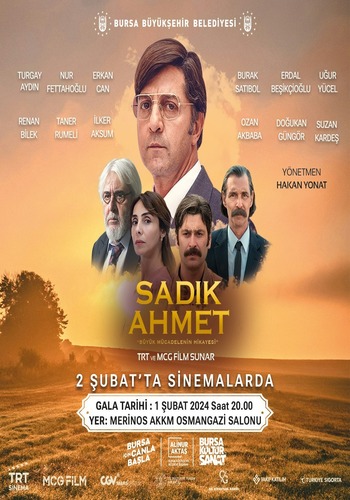 BURSA BÜYÜKŞEHİR BELEDİYESİ
TURGAY AYDIN
NUR FETTAHOĞLU
ERKAN CAN
BURAK SATIBOL
ERDAL BEŞİKÇİOĞLU
UĞUR YÜCEL
RENAN BİLEK
TANER RUMELİ
İLKER AKSUM
OZAN AKBABA
DOĞUKAN GÜNGÖR
SUZAN KARDEŞ
YÖNETMEN
HAKAN YONAT
SADIK
AHMET
"BÜYÜK MÜCADELENİN HİKAYESİ"
TRT VE MCG FİLM SUNAR
2 ŞUBAT'TA SİNEMALARDA
GALA TARİHİ : 1 ŞUBAT 2024 Saat 20.00
YER: MERİNOS AKKM OSMANGAZİ SALONU
BURSA İÇİN CANLA BAŞLA
ALİNUR AKTAŞ
BURSA KÜLTÜR SANAT
TRT SİNEMA
MCG FILM
CGV
VAKIF KATILIM
TÜRKİYE SİGORTA